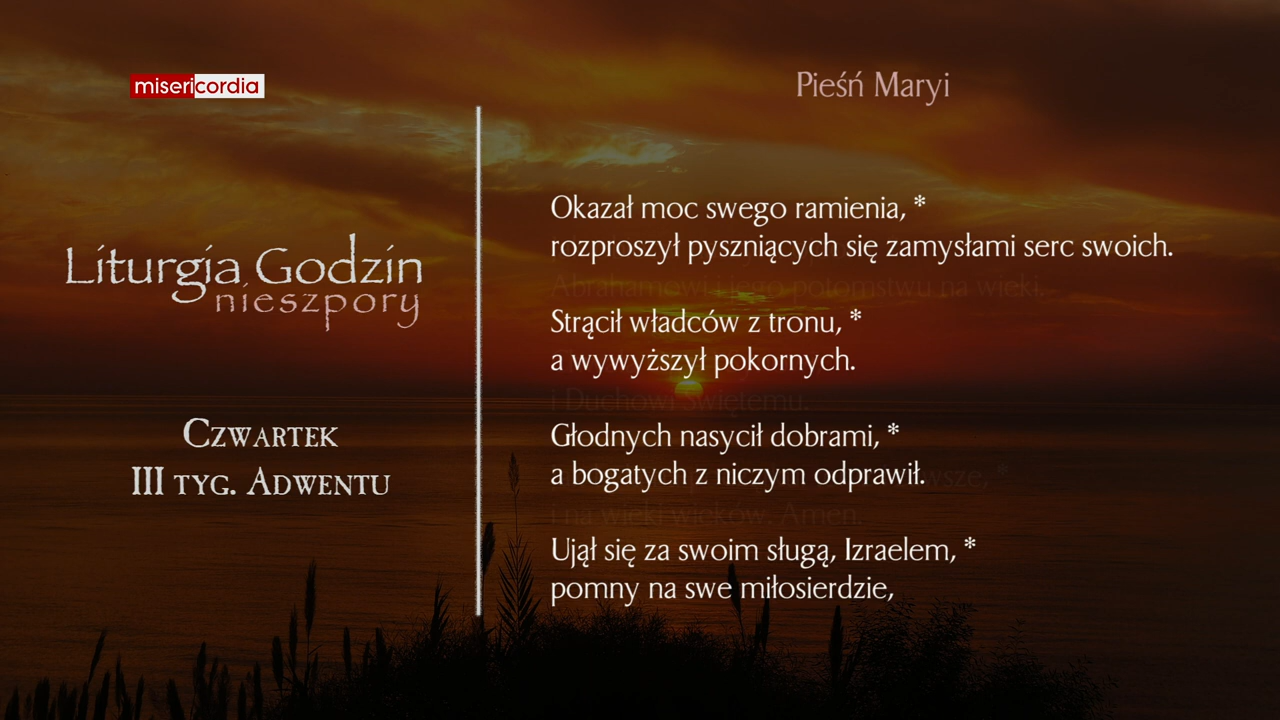 misericordia
Pieśń Maryi
Okazał moc swego ramienia, *
rozproszył pyszniących się zamysłami serc swoich.
Abrahamowi i jego potomstwu na wieki.
Liturgia Godzin
nieszpory
Strącił władców z tronu, *
a wywyższył pokornych.
i Duchowi Świętemu.
Czwartek
III tyg. Adwentu
Głodnych nasycił dobrami, *
a bogatych z niczym odprawił.
i na wieki wieków. Amen.
Ujął się za swoim sługą, Izraelem, *
pomny na swe miłosierdzie,